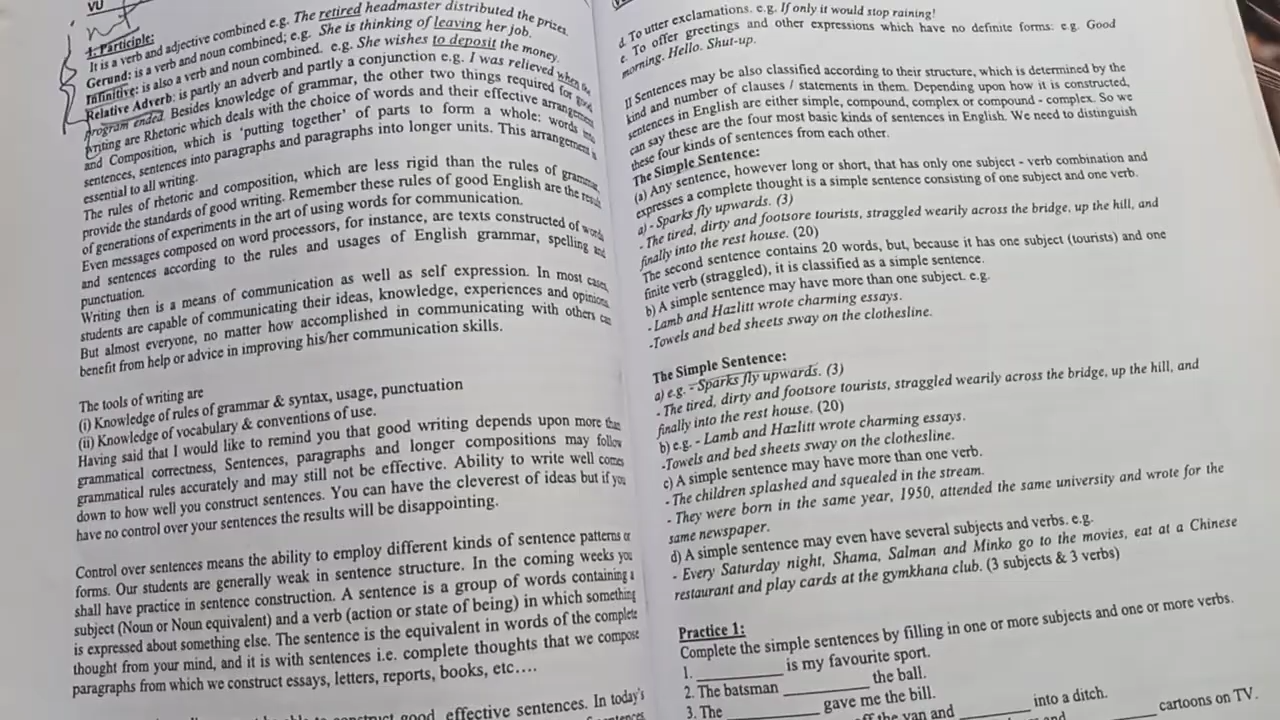 VU
1. Participle:
It is a verb and adjective combined e.g. The retired headmaster distributed the prizes.
Gerund: is a verb and noun combined; e.g. She is thinking of leaving her job.
Infinitive: is also a verb and noun combined. e.g. She wishes to deposit the money.
Relative Adverb: is partly an adverb and partly a conjunction e.g. I was relieved when the
program ended. Besides knowledge of grammar, the other two things required for good
writing are Rhetoric which deals with the choice of words and their effective arrangement
and Composition, which is 'putting together' of parts to form a whole: words into
sentences, sentences into paragraphs and paragraphs into longer units. This arrangement is
essential to all writing.
The rules of rhetoric and composition, which are less rigid than the rules of grammar,
provide the standards of good writing. Remember these rules of good English are the result
of generations of experiments in the art of using words for communication.
Even messages composed on word processors, for instance, are texts constructed of words
and sentences according to the rules and usages of English grammar, spelling and
punctuation.
Writing then is a means of communication as well as self expression. In most cases,
students are capable of communicating their ideas, knowledge, experiences and opinions.
But almost everyone, no matter how accomplished in communicating with others can
benefit from help or advice in improving his/her communication skills.
The tools of writing are
(i) Knowledge of rules of grammar & syntax, usage, punctuation
(ii) Knowledge of vocabulary & conventions of use.
Having said that I would like to remind you that good writing depends upon more than
grammatical correctness, Sentences, paragraphs and longer compositions may follow
grammatical rules accurately and may still not be effective. Ability to write well comes
down to how well you construct sentences. You can have the cleverest of ideas but if you
have no control over your sentences the results will be disappointing.
Control over sentences means the ability to employ different kinds of sentence patterns or
forms. Our students are generally weak in sentence structure. In the coming weeks you
shall have practice in sentence construction. A sentence is a group of words containing a
subject (Noun or Noun equivalent) and a verb (action or state of being) in which something
is expressed about something else. The sentence is the equivalent in words of the complete
thought from your mind, and it is with sentences i.e. complete thoughts that we compose
paragraphs from which we construct essays, letters, reports, books, etc….
construct good, effective sentences. In today's
d. To utter exclamations. e.g. If only it would stop raining!
e. To offer greetings and other expressions which have no definite forms: e.g. Good
morning. Hello. Shut-up.
II Sentences may be also classified according to their structure, which is determined by the
kind and number of clauses / statements in them. Depending upon how it is constructed,
sentences in English are either simple, compound, complex or compound - complex. So we
can say these are the four most basic kinds of sentences in English. We need to distinguish
these four kinds of sentences from each other.
The Simple Sentence:
(a) Any sentence, however long or short, that has only one subject - verb combination and
expresses a complete thought is a simple sentence consisting of one subject and one verb.
a) - Sparks fly upwards. (3)
- The tired, dirty and footsore tourists, straggled wearily across the bridge, up the hill, and
finally into the rest house. (20)
The second sentence contains 20 words, but, because it has one subject (tourists) and one
finite verb (straggled), it is classified as a simple sentence.
b) A simple sentence may have more than one subject. e.g.
- Lamb and Hazlitt wrote charming essays.
-Towels and bed sheets sway on the clothesline.
The Simple Sentence:
a) e.g. - Sparks fly upwards. (3)
- The tired, dirty and footsore tourists, straggled wearily across the bridge, up the hill, and
finally into the rest house. (20)
b) e.g. - Lamb and Hazlitt wrote charming essays.
-Towels and bed sheets sway on the clothesline.
c) A simple sentence may have more than one verb.
- The children splashed and squealed in the stream.
- They were born in the same year, 1950, attended the same university and wrote for the
same newspaper.
d) A simple sentence may even have several subjects and verbs. e.g.
- Every Saturday night, Shama, Salman and Minko go to the movies, eat at a Chinese
restaurant and play cards at the gymkhana club. (3 subjects & 3 verbs)
Practice 1:
Complete the simple sentences by filling in one or more subjects and one or more verbs.
1. __________ is my favourite sport.
2. The batsman __________ the ball.
3. The __________ gave me the bill.
off the van and ________ into a ditch.
and ________ cartoons on TV.